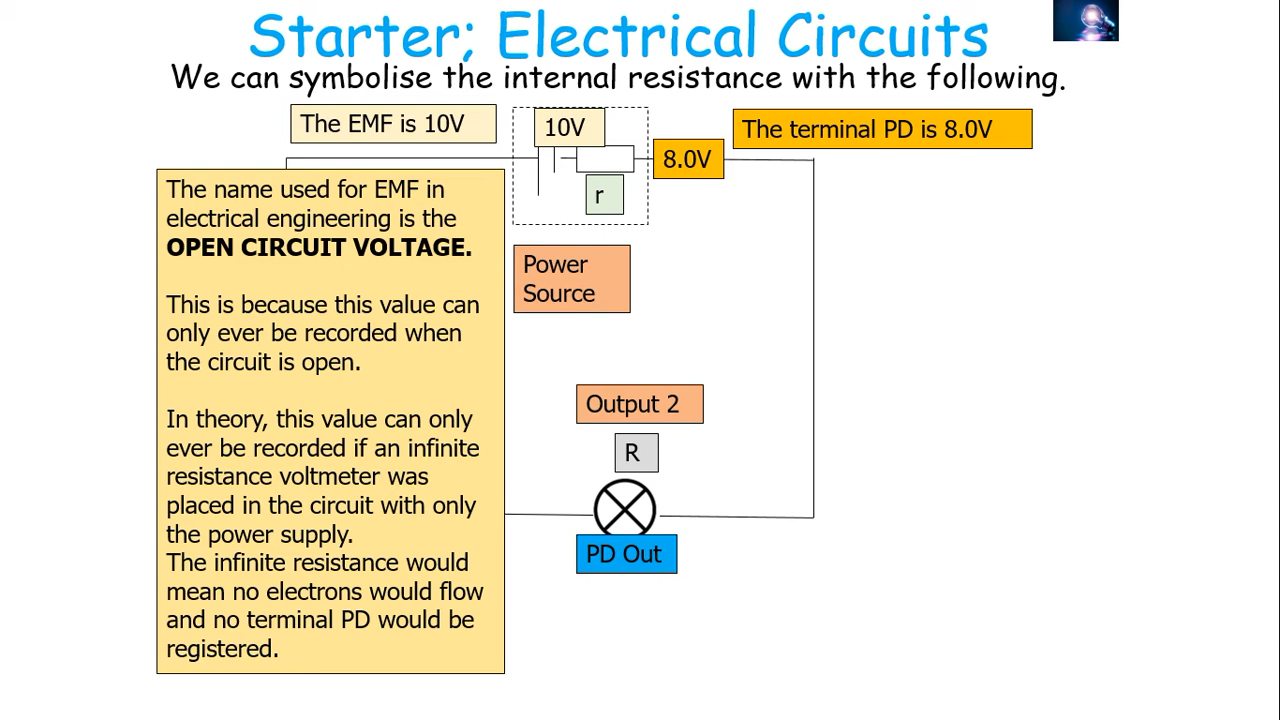 Starter; Electrical Circuits
We can symbolise the internal resistance with the following.
The EMF is 10V
10V
The terminal PD is 8.0V
8.0V
r
The name used for EMF in
electrical engineering is the
OPEN CIRCUIT VOLTAGE.
This is because this value can
only ever be recorded when
the circuit is open.
In theory, this value can only
ever be recorded if an infinite
resistance voltmeter was
placed in the circuit with only
the power supply.
The infinite resistance would
mean no electrons would flow
and no terminal PD would be
registered.
Power
Source
Output 2
R
PD Out